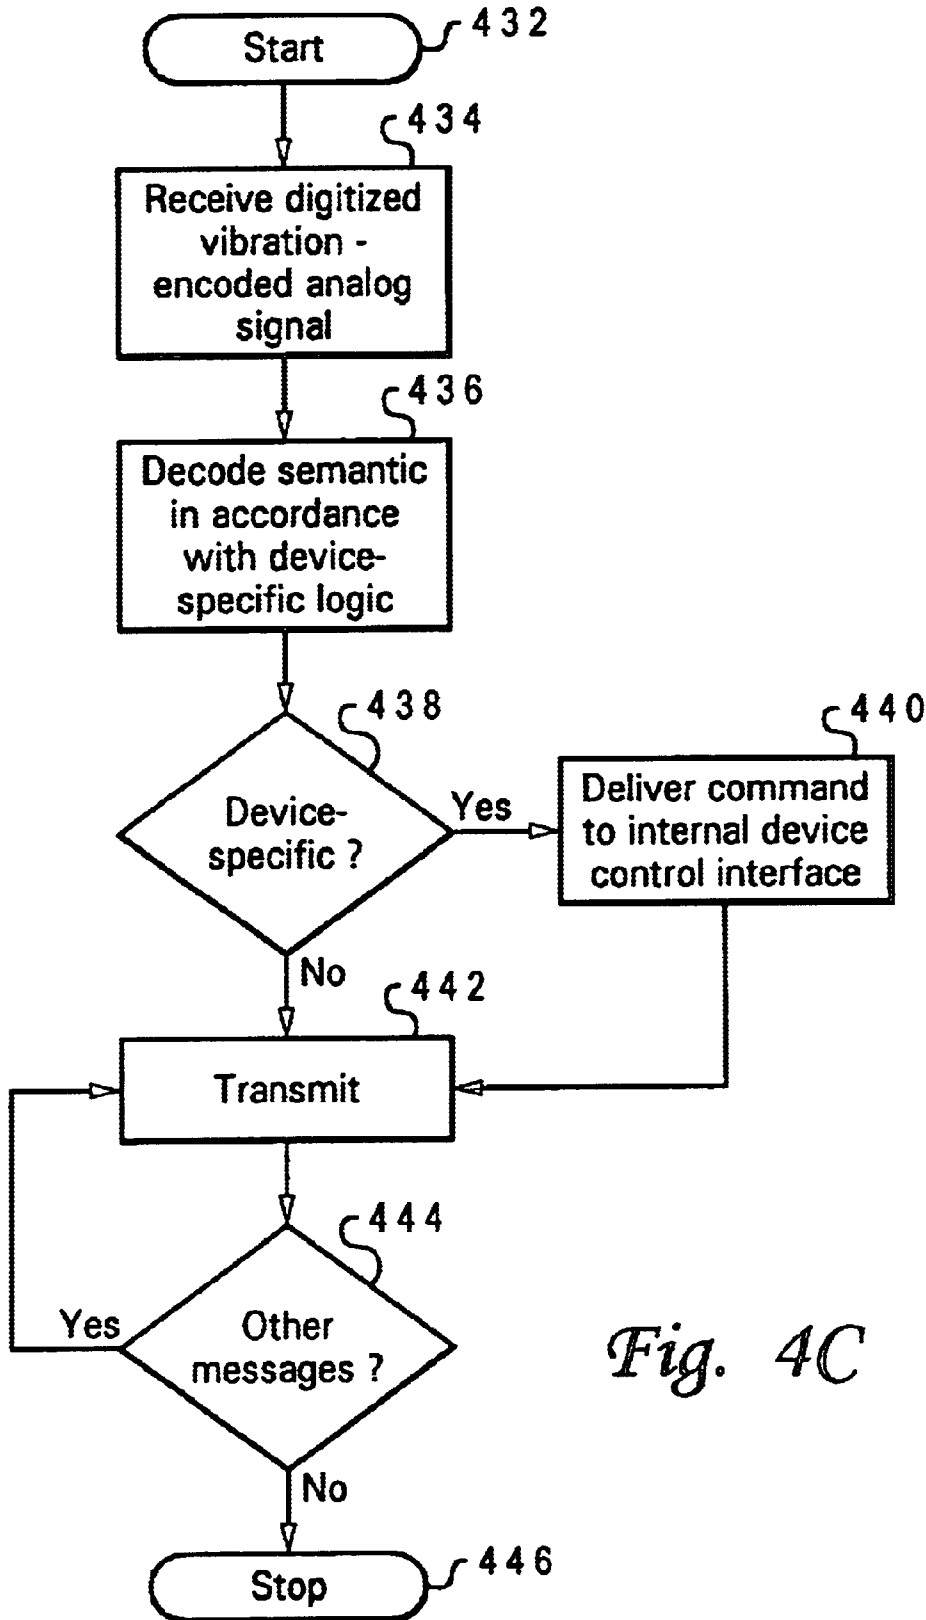 Start
432
434
Receive digitized
vibration -
encoded analog
signal
436
Decode semantic
in accordance
with device-
specific logic
438
Device-
specific ?
Yes
440
Deliver command
to internal device
control interface
No
442
Transmit
444
Other
messages ?
Yes
No
Fig. 4C
Stop
446